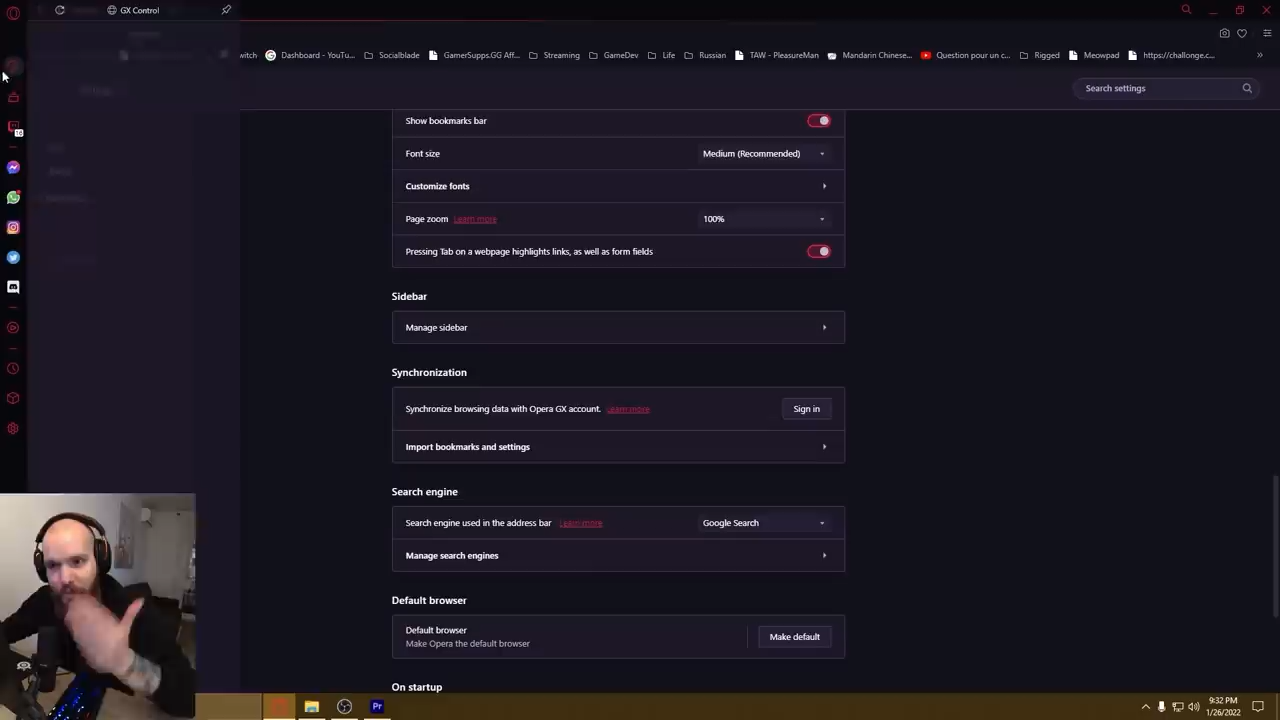 GX Control
witch
Dashboard - YouTu...
Socialblade
GamerSupps.GG Aff...
Streaming
GameDev
Life
Russian
TAW - PleasureMan
Mandarin Chinese...
Question pour un c...
Rigged
Meowpad
https://challonge.c...
»
Search settings
Show bookmarks bar
Font size
Medium (Recommended)
Customize fonts
Page zoom Learn more
100%
Pressing Tab on a webpage highlights links, as well as form fields
Sidebar
Manage sidebar
Synchronization
Synchronize browsing data with Opera GX account. Learn more
Sign in
Import bookmarks and settings
Search engine
Search engine used in the address bar Learn more
Google Search
Manage search engines
Default browser
Default browser
Make Opera the default browser
Make default
On startup
Pr
9:32 PM
1/26/2022